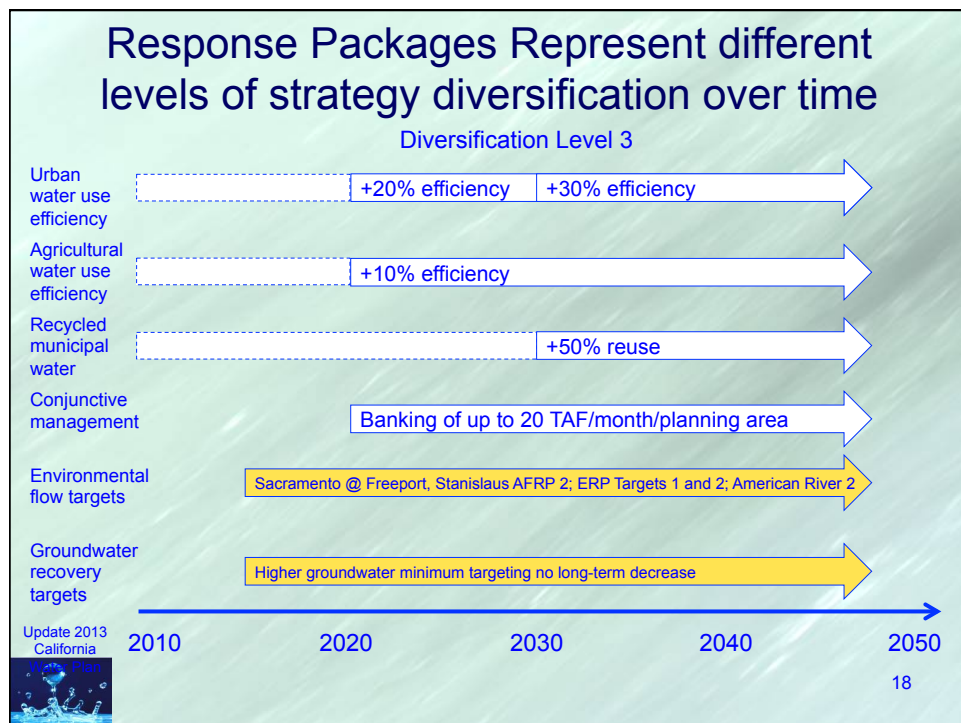 Response Packages Represent different
levels of strategy diversification over time
Diversification Level 3
Urban
water use
efficiency
+20% efficiency
+30% efficiency
Agricultural
water use
efficiency
+10% efficiency
Recycled
municipal
water
+50% reuse
Conjunctive
management
Banking of up to 20 TAF/month/planning area
Environmental
flow targets
Sacramento @ Freeport, Stanislaus AFRP 2; ERP Targets 1 and 2; American River 2
Groundwater
recovery
targets
Higher groundwater minimum targeting no long-term decrease
Update 2013
California
Water Plan
2010
2020
2030
2040
2050
18